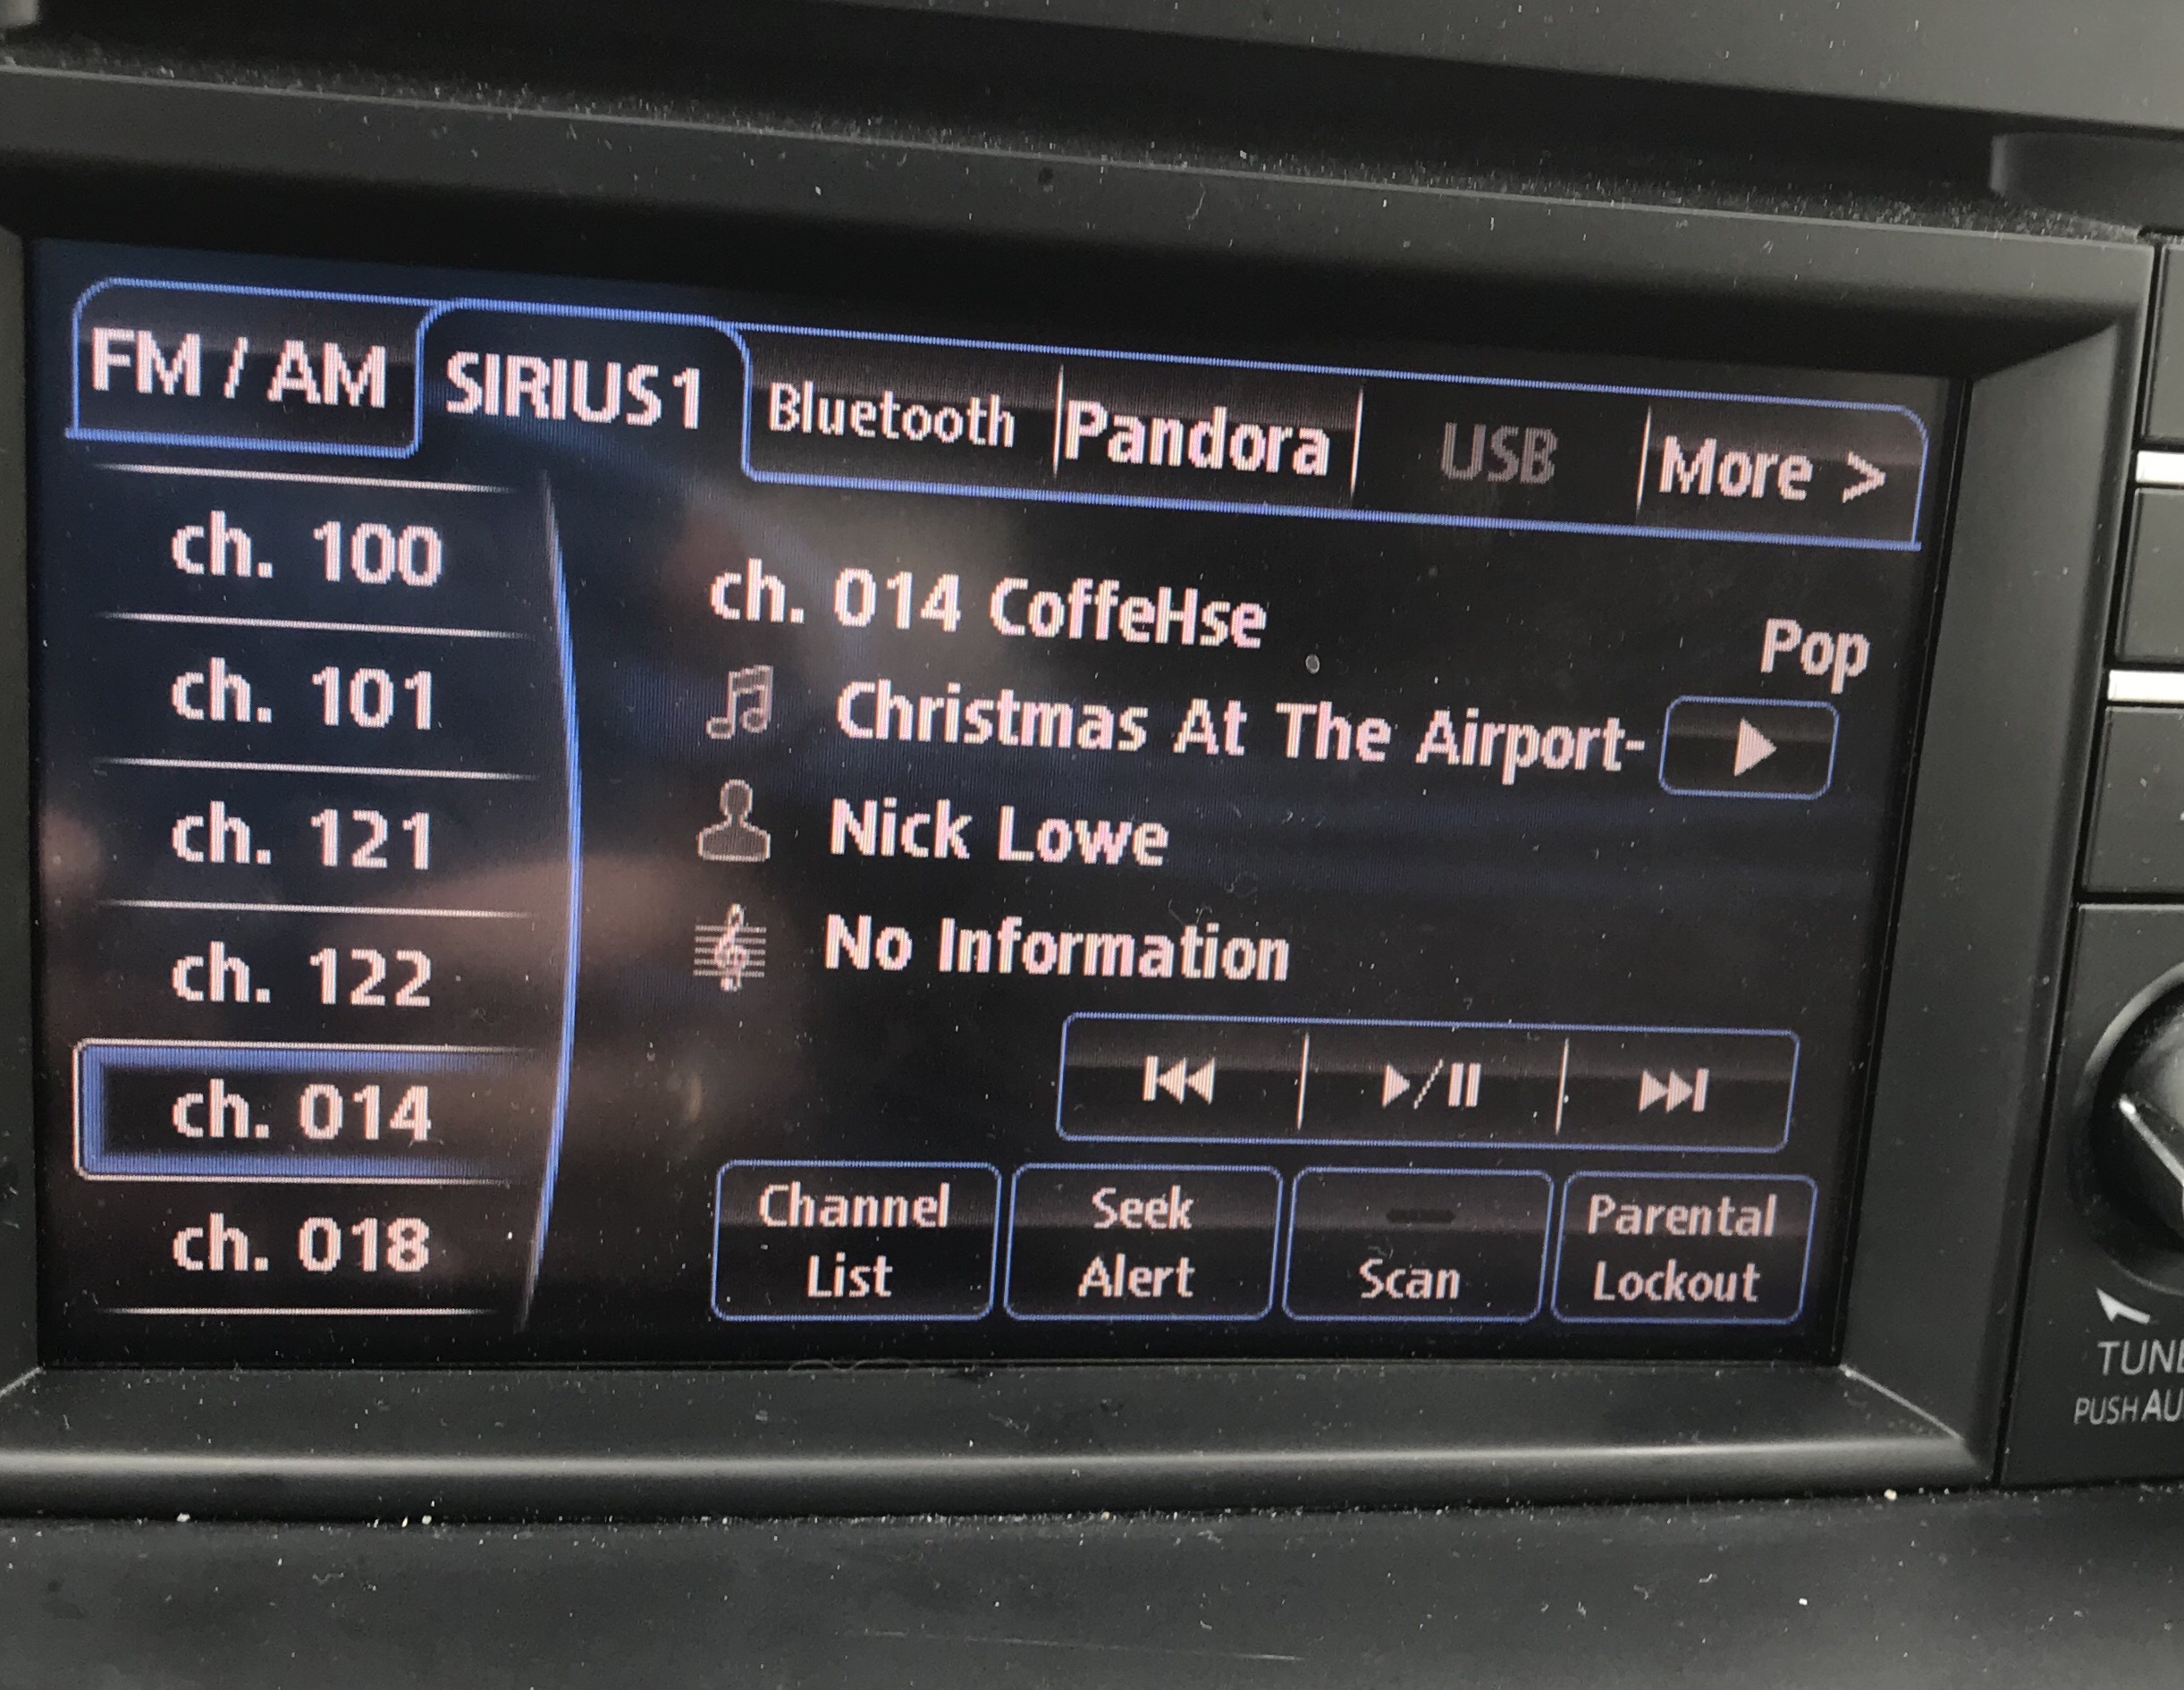 FM / AM SIRIUS1 Bluetooth Pandora USB More >
ch. 100
ch. 101
ch. 121
ch. 122
ch. 014
ch. 018
ch. 014 CoffeHse
Pop
Christmas At The Airport-
Nick Lowe
No Information
Channel List
Seek Alert
Scan
Parental Lockout
TUNE
PUSH AU